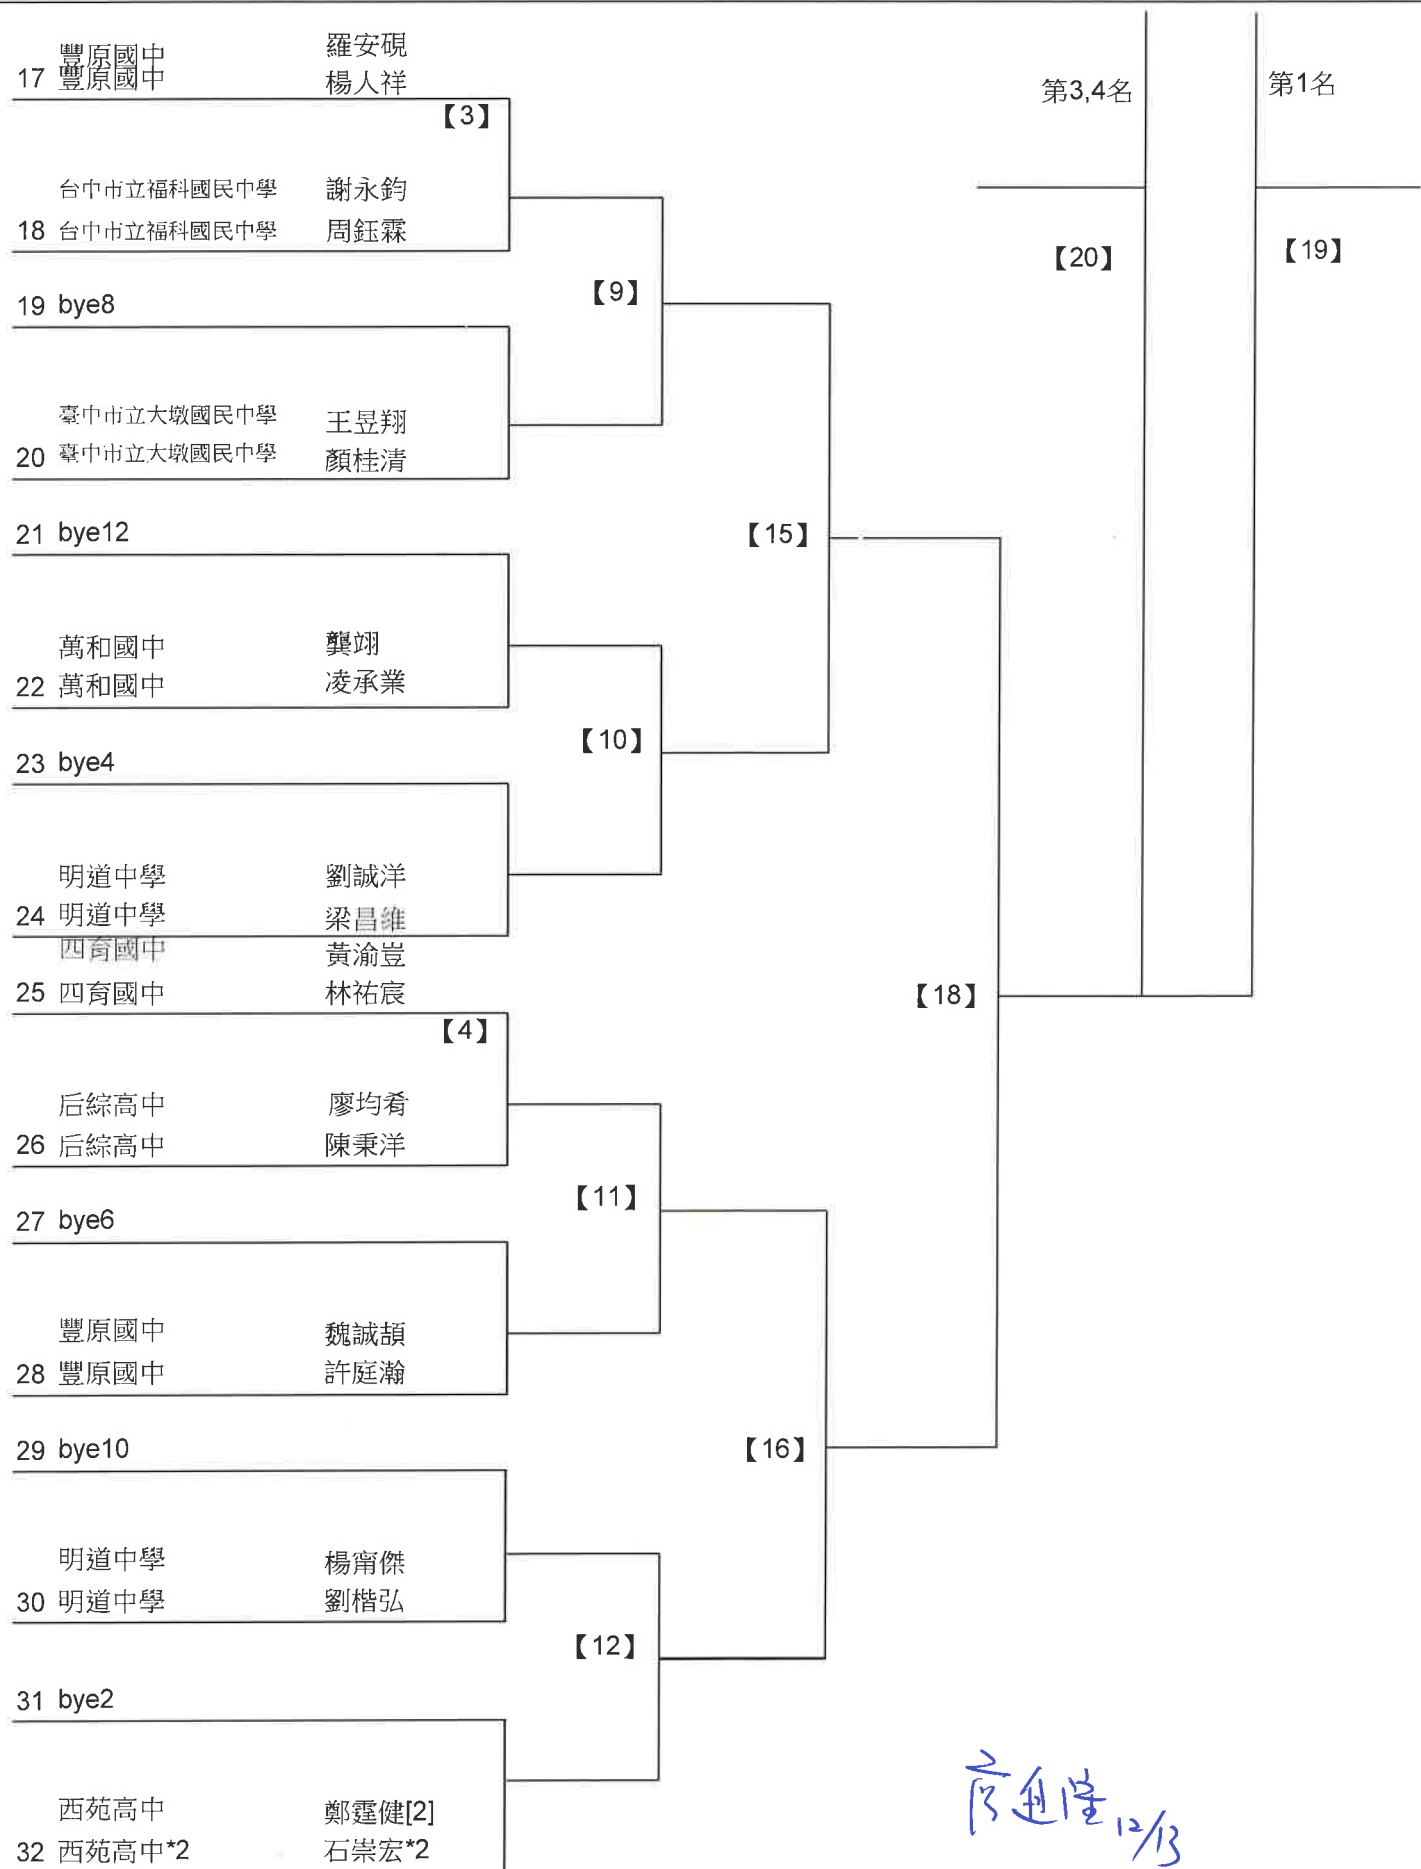 豐原國中 羅安硯
17 豐原國中 楊人祥
第3,4名 第1名
【3】
台中市立福科國民中學 謝永鈞
18 台中市立福科國民中學 周鈺霖
【20】 【19】
19 bye8
【9】
臺中市立大墩國民中學 王昱翔
20 臺中市立大墩國民中學 顏桂清
21 bye12
【15】
萬和國中 龔翊
22 萬和國中 凌承業
【10】
23 bye4
明道中學 劉誠洋
24 明道中學 梁昌維
四育國中 黃渝豈
25 四育國中 林祐宸
【18】
【4】
后綜高中 廖均肴
26 后綜高中 陳秉洋
【11】
27 bye6
豐原國中 魏誠頡
28 豐原國中 許庭瀚
29 bye10
【16】
明道中學 楊甯傑
30 明道中學 劉楷弘
【12】
31 bye2
西苑高中 鄭霆健[2]
32 西苑高中*2 石崇宏*2
12/13